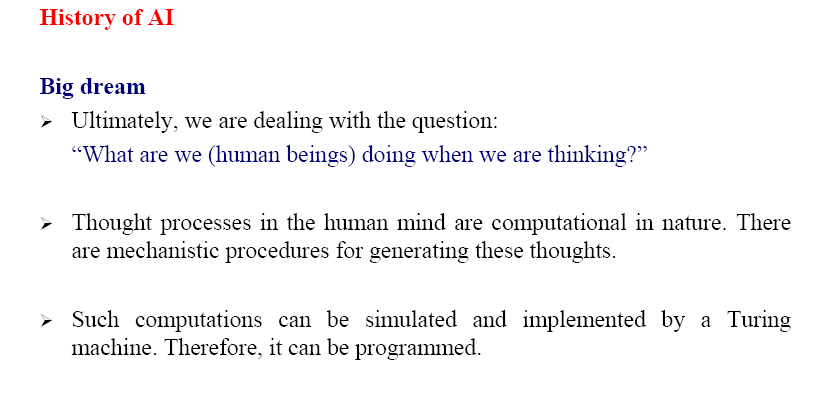 History of AI
Big dream
➢ Ultimately, we are dealing with the question:
“What are we (human beings) doing when we are thinking?”
➢ Thought processes in the human mind are computational in nature. There
are mechanistic procedures for generating these thoughts.
➢ Such computations can be simulated and implemented by a Turing
machine. Therefore, it can be programmed.